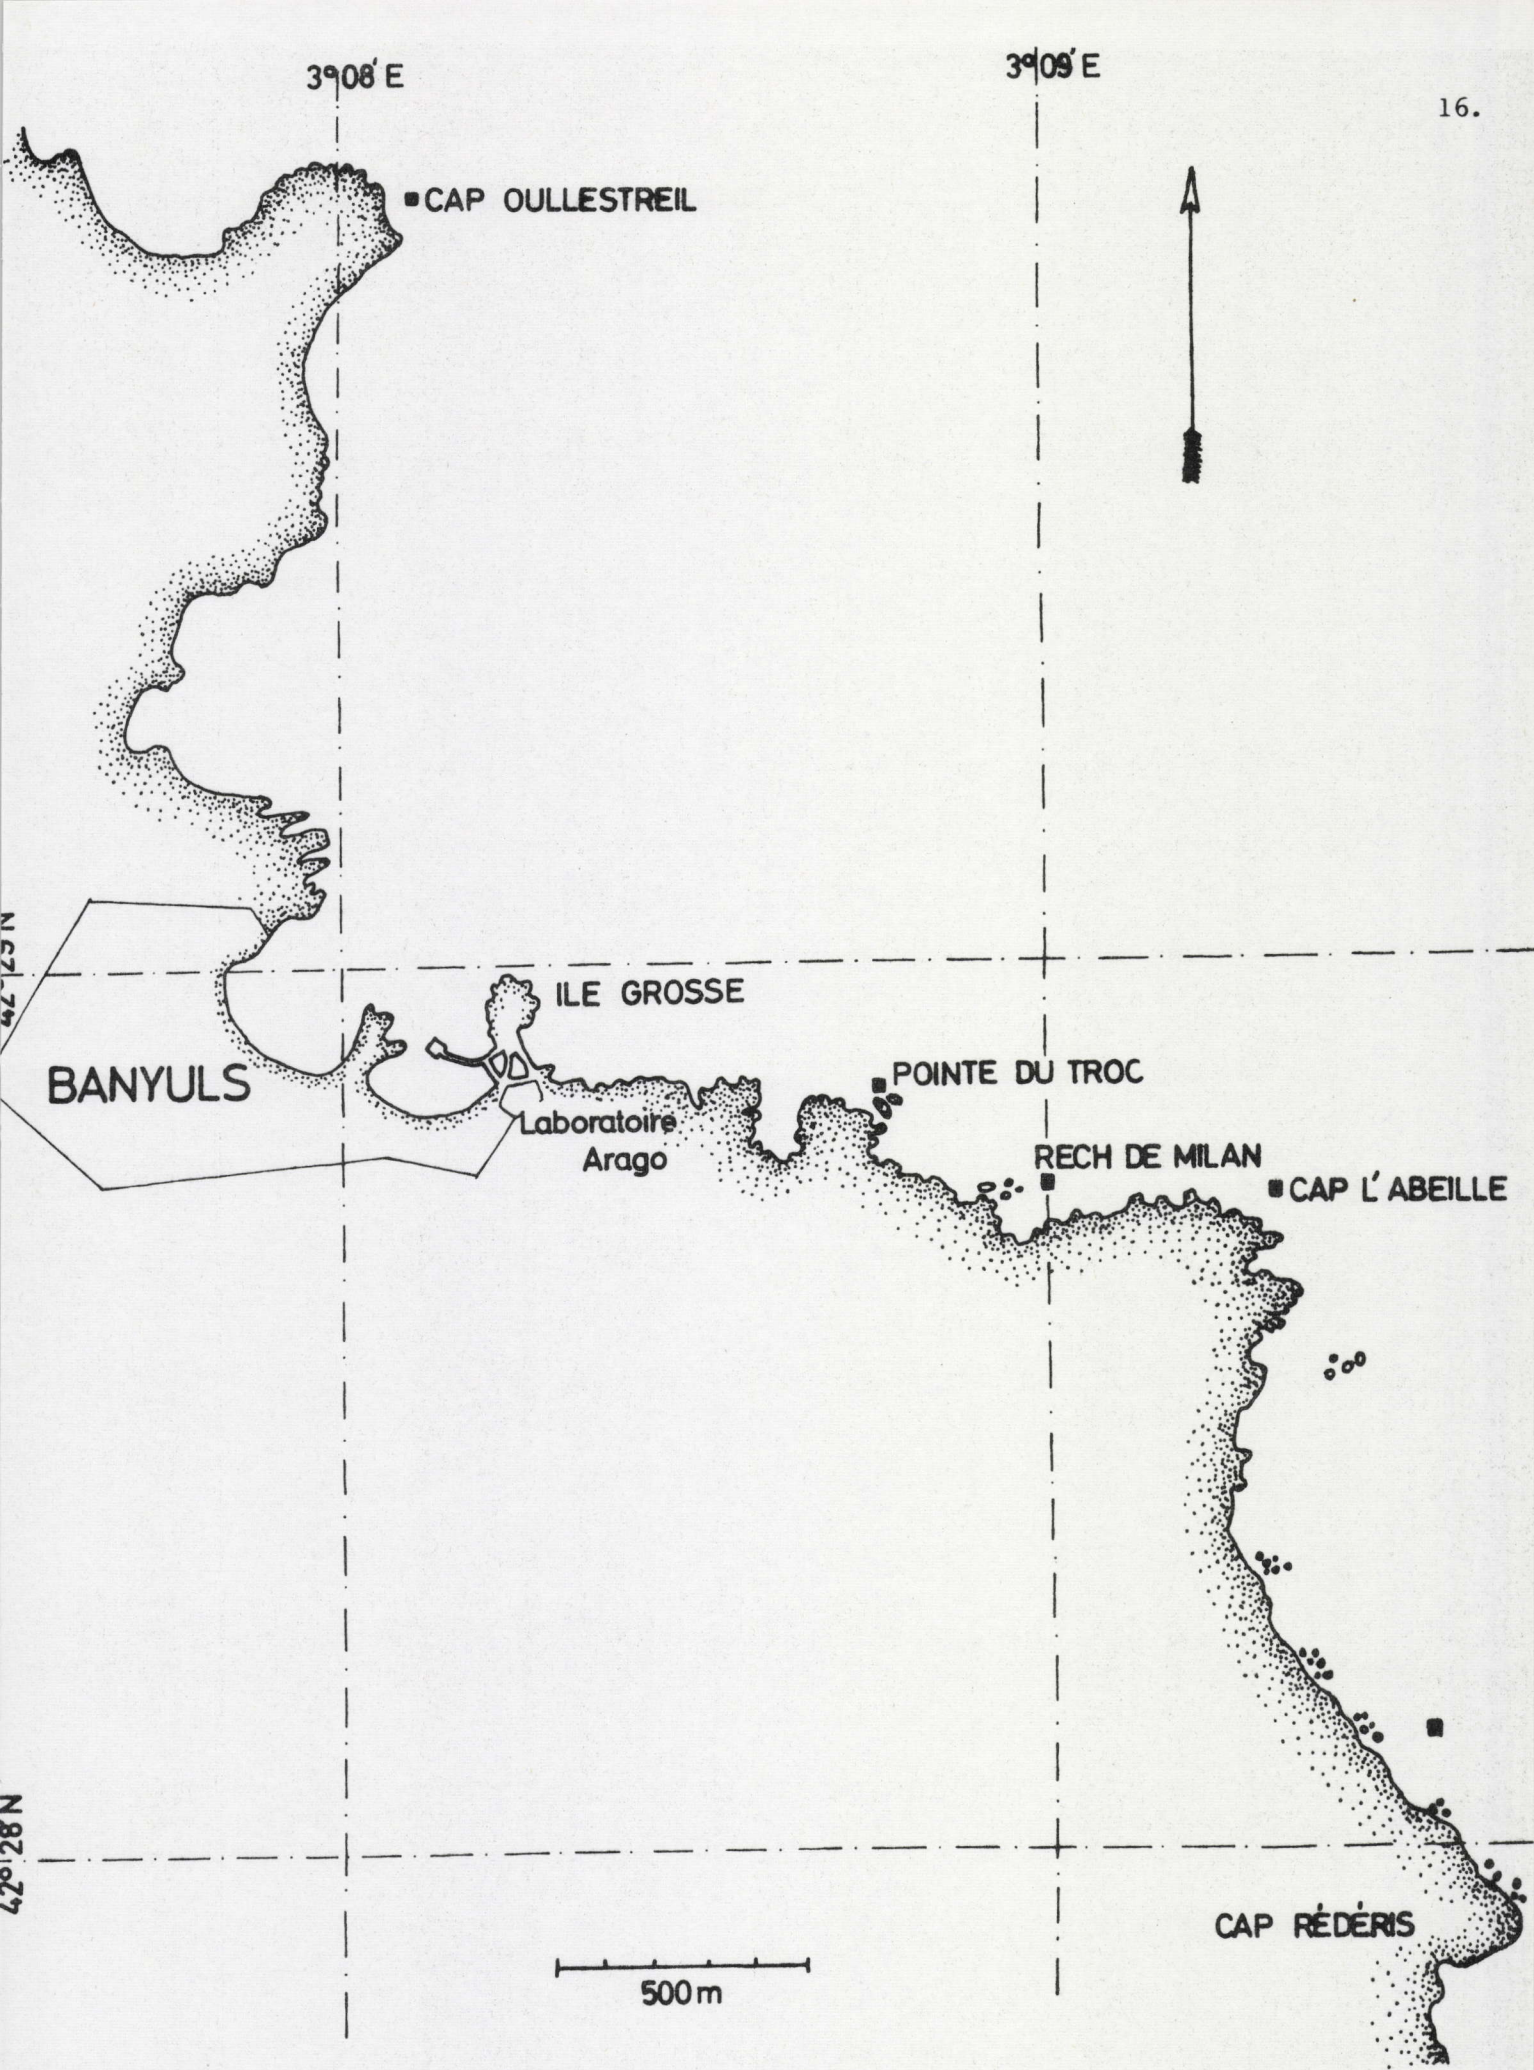 3°08' E
3°09' E
16.
CAP OULLESTREIL
42°29 N
ILE GROSSE
BANYULS
POINTE DU TROC
Laboratoire
Arago
RECH DE MILAN
CAP L'ABEILLE
42°28' N
CAP RÉDÉRIS
500m